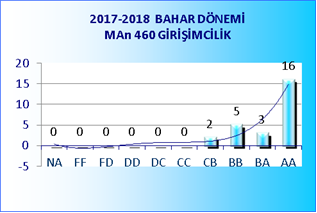 2017-2018 BAHAR DÖNEMİ
MAn 460 GİRİŞİMCİLİK
20
15
10
5
0
-5
0 0 0 0 0 0 2 5 3 16
NA FF FD DD DC CC CB BB BA AA